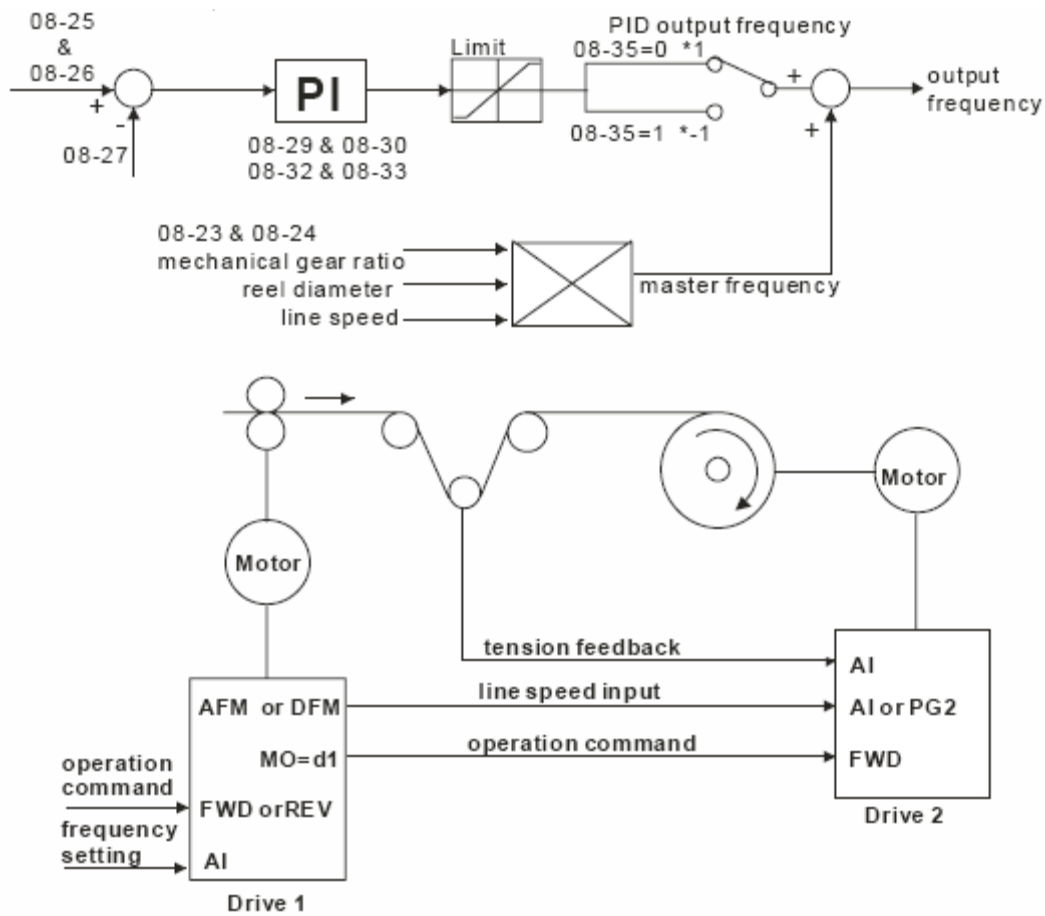 08-25
&
08-26
+
-
08-27
PI
08-29 & 08-30
08-32 & 08-33
Limit
PID output frequency
08-35=0 *1
08-35=1 *-1
+
+
output
frequency
08-23 & 08-24
mechanical gear ratio
reel diameter
line speed
master frequency
Motor
Motor
tension feedback
line speed input
operation command
AFM or DFM
MO=d1
FWD orREV
AI
operation
command
frequency
setting
Drive 1
AI
AI or PG2
FWD
Drive 2